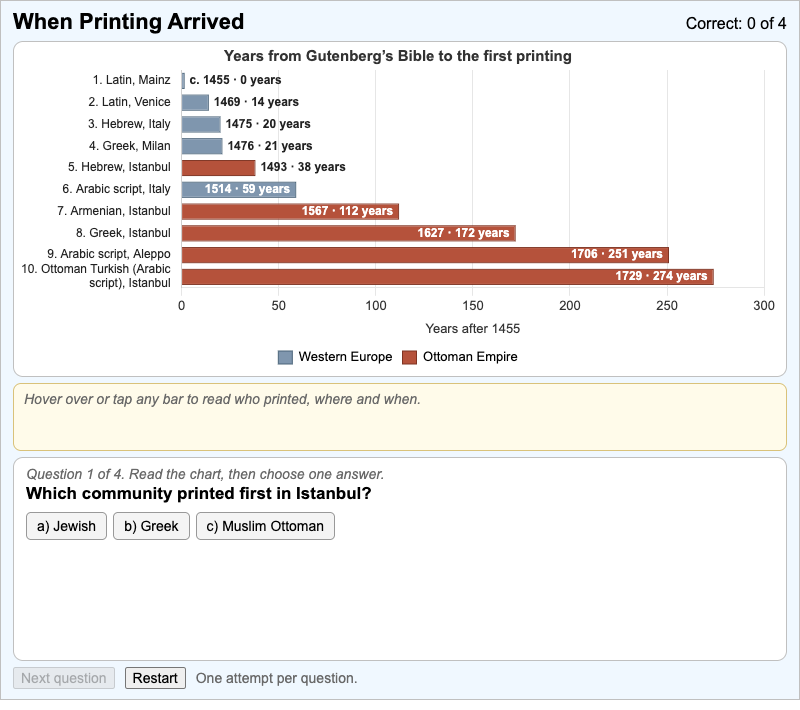 When Printing Arrived
Correct: 0 of 4
Years from Gutenberg’s Bible to the first printing
1. Latin, Mainz c. 1455 · 0 years
2. Latin, Venice 1469 · 14 years
3. Hebrew, Italy 1475 · 20 years
4. Greek, Milan 1476 · 21 years
5. Hebrew, Istanbul 1493 · 38 years
6. Arabic script, Italy 1514 · 59 years
7. Armenian, Istanbul 1567 · 112 years
8. Greek, Istanbul 1627 · 172 years
9. Arabic script, Aleppo 1706 · 251 years
10. Ottoman Turkish (Arabic
script), Istanbul 1729 · 274 years
0 50 100 150 200 250 300
Years after 1455
Western Europe Ottoman Empire
Hover over or tap any bar to read who printed, where and when.
Question 1 of 4. Read the chart, then choose one answer.
Which community printed first in Istanbul?
a) Jewish b) Greek c) Muslim Ottoman
Next question Restart One attempt per question.